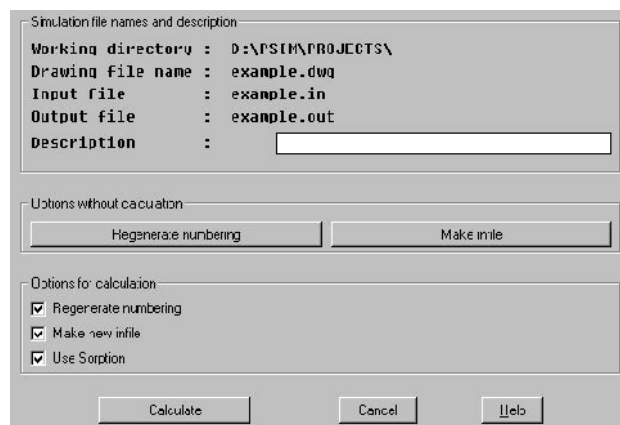 Simulation file names and description
Working directory : D:\PSIM\PROJECTS\
Drawing file name : example.dwg
Input file : example.in
Output file : example.out
Description :
Options without calculation
Regenerate numbering Make infile
Options for calculation
Regenerate numbering
Make new infile
Use Sorption
Calculate Cancel Help